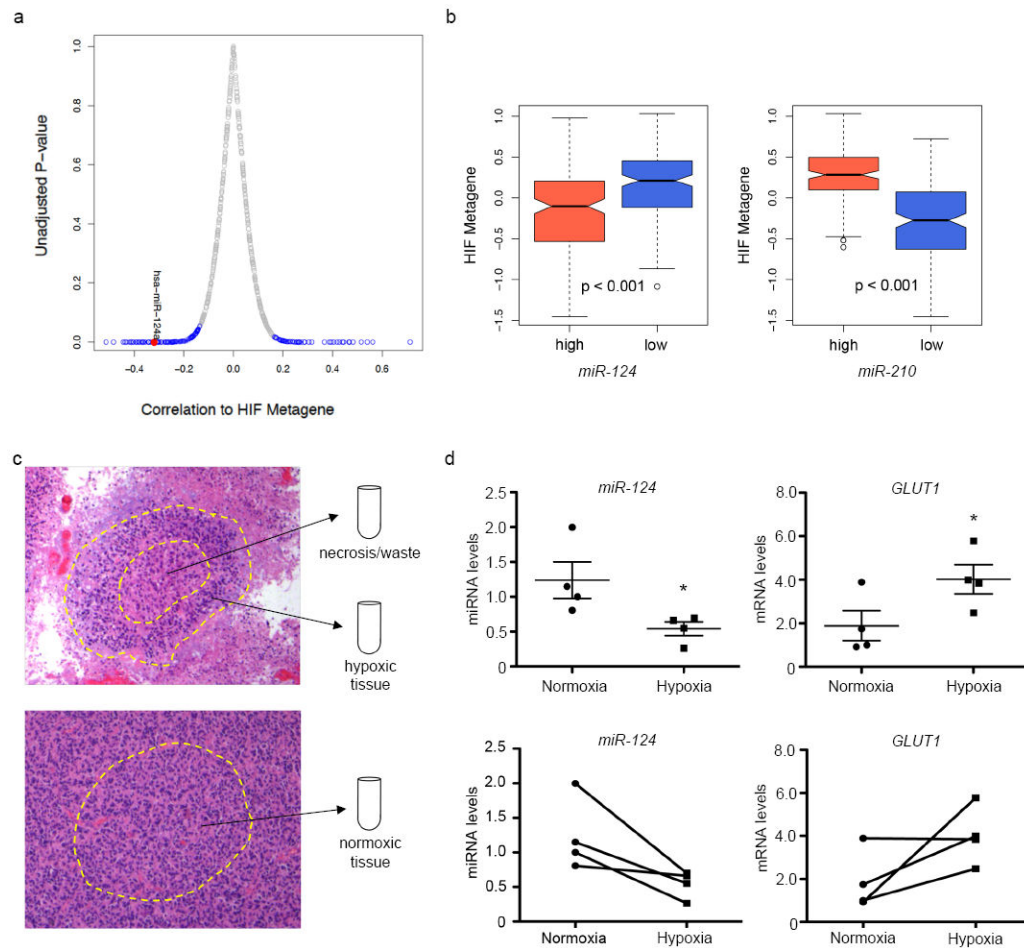 a
Unadjusted P-value
1.0
0.8
0.6
0.4
0.2
0.0
hsa-miR-124a
−0.4
−0.2
0.0
0.2
0.4
0.6
Correlation to HIF Metagene
b
HIF Metagene
1.0
0.5
0.0
−0.5
−1.0
−1.5
p < 0.001
high
low
miR-124
HIF Metagene
1.0
0.5
0.0
−0.5
−1.0
−1.5
p < 0.001
high
low
miR-210
c
necrosis/waste
hypoxic
tissue
normoxic
tissue
d
miR-124
miRNA levels
2.5
2.0
1.5
1.0
0.5
0
*
Normoxia
Hypoxia
GLUT1
mRNA levels
8.0
6.0
4.0
2.0
0
*
Normoxia
Hypoxia
miR-124
miRNA levels
2.5
2.0
1.5
1.0
0.5
0
Normoxia
Hypoxia
GLUT1
mRNA levels
8.0
6.0
4.0
2.0
0
Normoxia
Hypoxia